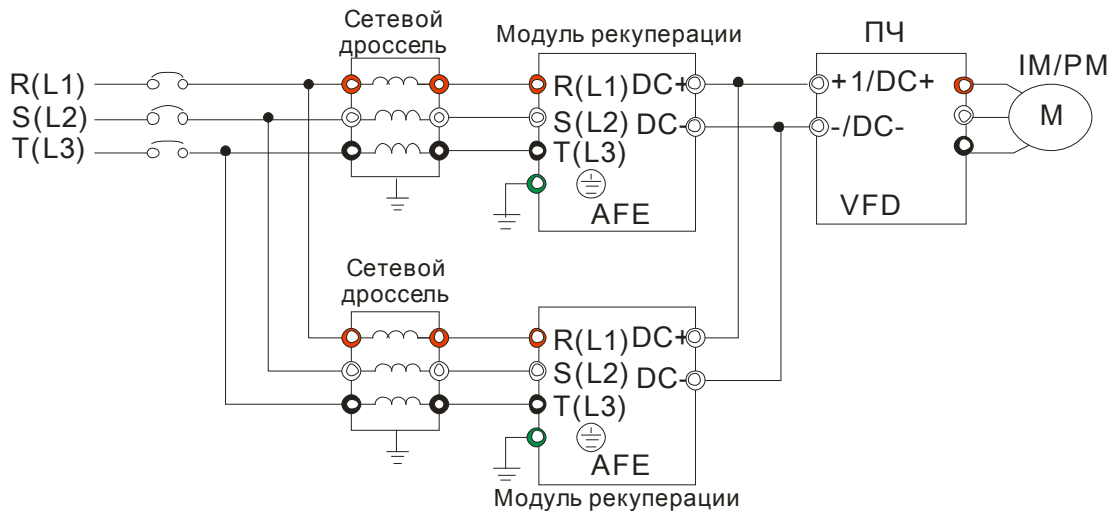 Сетевой
дроссель
Модуль рекуперации
ПЧ
R(L1)
S(L2)
T(L3)
R(L1) DC+
S(L2) DC-
T(L3)
AFE
+1/DC+
-/DC-
VFD
IM/PM
M
Сетевой
дроссель
R(L1) DC+
S(L2) DC-
T(L3)
AFE
Модуль рекуперации